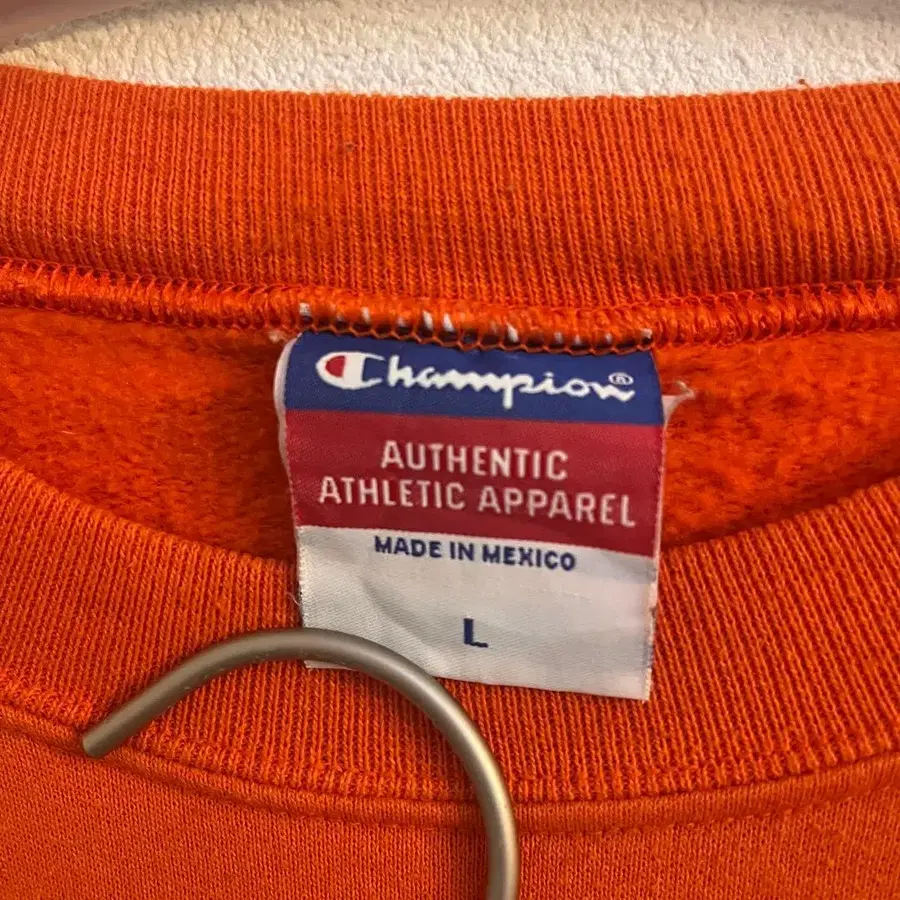 Champion®
AUTHENTIC
ATHLETIC APPAREL
MADE IN MEXICO
L